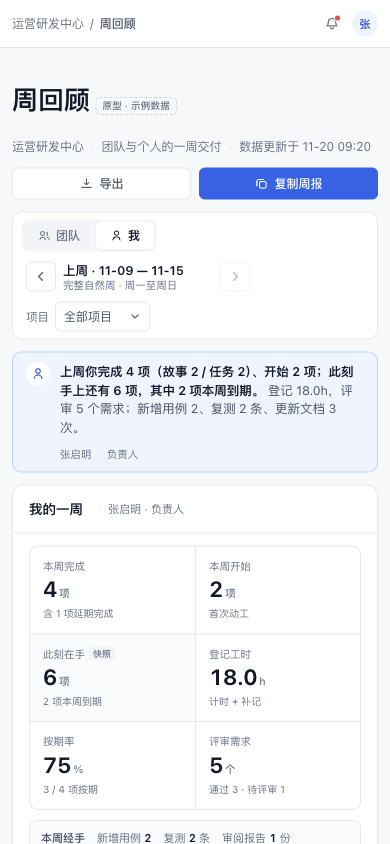 运营研发中心 / 周回顾
张
周回顾 原型 · 示例数据
运营研发中心 · 团队与个人的一周交付 · 数据更新于 11-20 09:20
导出
复制周报
团队
我
上周 · 11-09 — 11-15
完整自然周 · 周一至周日
项目 全部项目
上周你完成 4 项（故事 2 / 任务 2）、开始 2 项；此刻
手上还有 6 项，其中 2 项本周到期。 登记 18.0h，评
审 5 个需求；新增用例 2、复测 2 条、更新文档 3
次。
张启明 · 负责人
我的一周 · 张启明 · 负责人
本周完成
4 项
含 1 项延期完成
本周开始
2 项
首次动工
此刻在手 快照
6 项
2 项本周到期
登记工时
18.0 h
计时 + 补记
按期率
75 %
3 / 4 项按期
评审需求
5 个
通过 3 · 待评审 1
本周经手 新增用例 2 复测 2 条 审阅报告 1 份